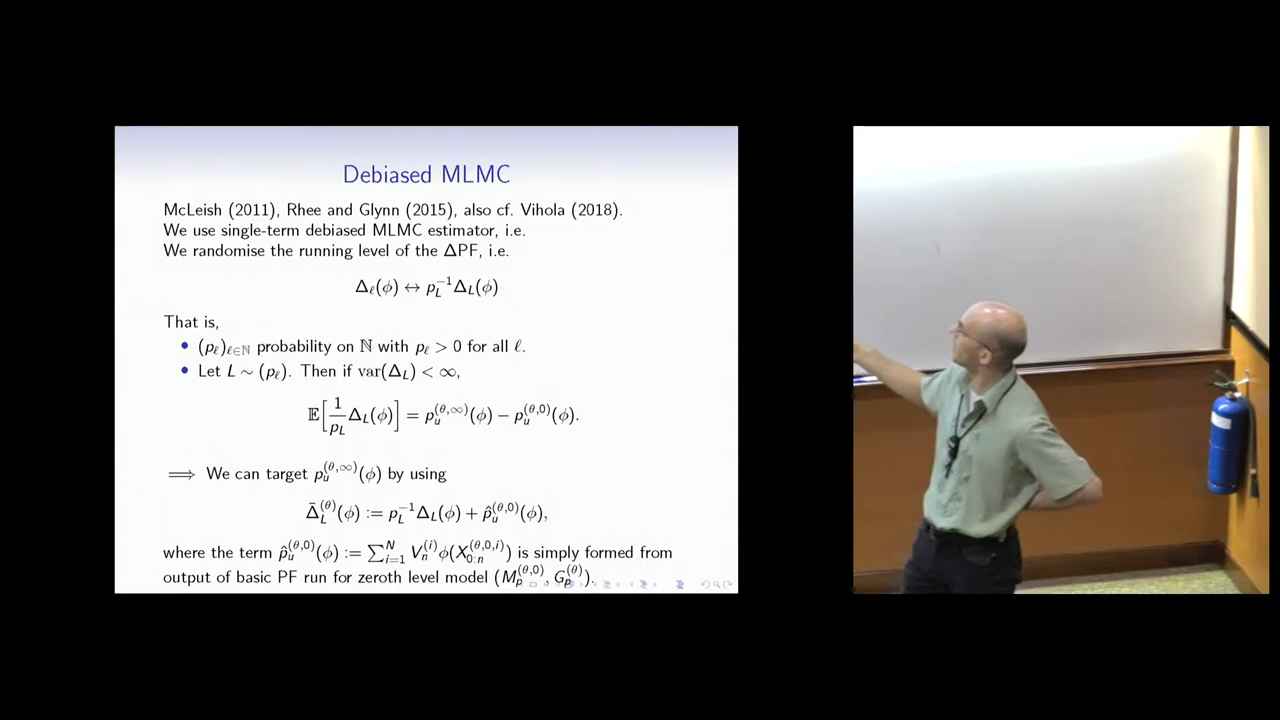 Debiased MLMC
McLeish (2011), Rhee and Glynn (2015), also cf. Vihola (2018).
We use single-term debiased MLMC estimator, i.e.
We randomise the running level of the ΔPF, i.e.
Δ_ℓ(ϕ) ↔ p_L^{-1}Δ_L(ϕ)
That is,
• (p_ℓ)_{ℓ∈ℕ} probability on ℕ with p_ℓ > 0 for all ℓ.
• Let L ∼ (p_ℓ). Then if var(Δ_L) < ∞,
𝔼[1/p_L Δ_L(ϕ)] = p_u^{(θ,∞)}(ϕ) − p_u^{(θ,0)}(ϕ).
⟹ We can target p_u^{(θ,∞)}(ϕ) by using
Δ̄_L^{(θ)}(ϕ) := p_L^{-1}Δ_L(ϕ) + p̂_u^{(θ,0)}(ϕ),
where the term p̂_u^{(θ,0)}(ϕ) := ∑_{i=1}^N V_n^{(i)}ϕ(X_{0:n}^{(θ,0,i)}) is simply formed from
output of basic PF run for zeroth level model (M_p^{(θ,0)}, G_p^{(θ)}).